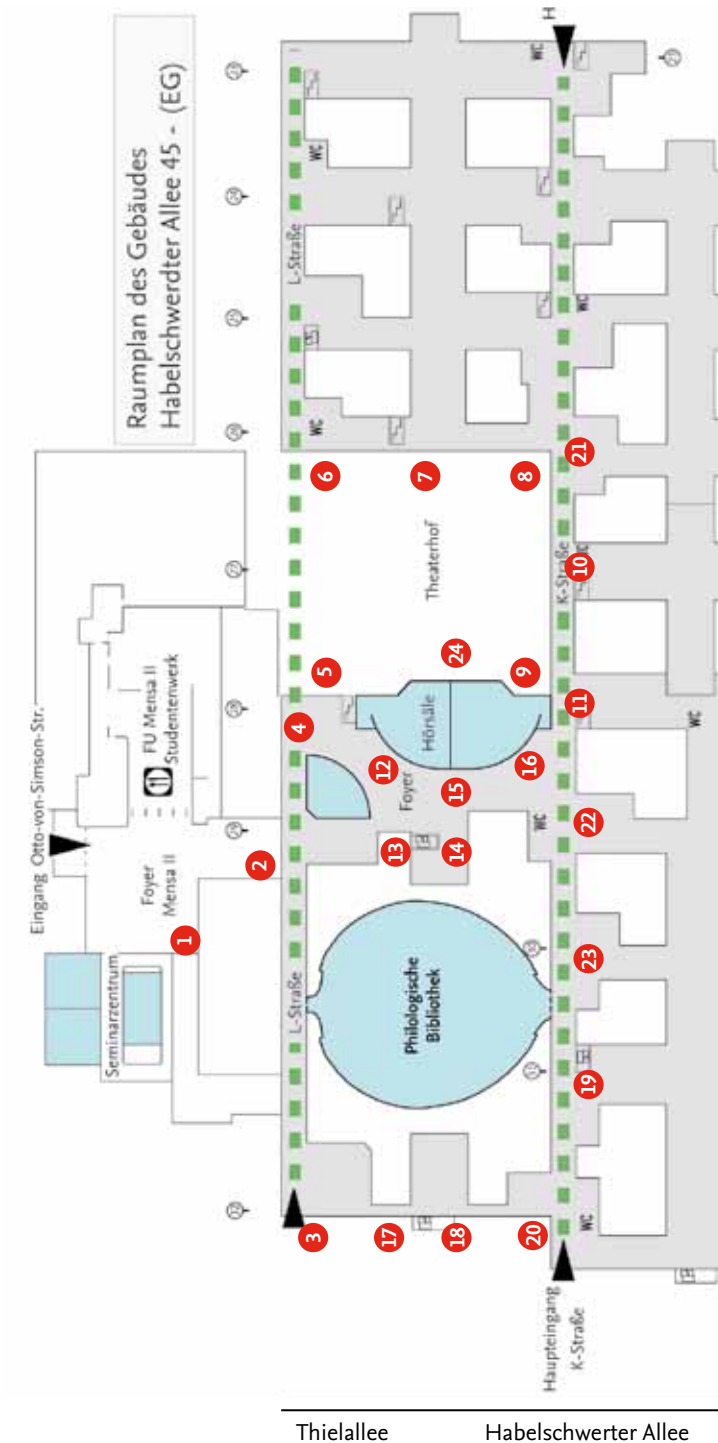 Raumplan des Gebäudes
Habelschwerdter Allee 45 - (EG)
Eingang Otto-von-Simson-Str.
Seminarzentrum
Foyer
Mensa II
FU Mensa II
Studentenwerk
1
2
L-Straße
L-Straße
3
4
5
6
WC
WC
17
13
12
Foyer
Hörsäle
Theaterhof
7
Philologische
Bibliothek
18
14
15
24
20
WC
16
9
8
WC
H
Haupteingang
K-Straße
K-Straße
WC
19
23
22
11
10
21
WC
WC
Thielallee
Habelschwerter Allee